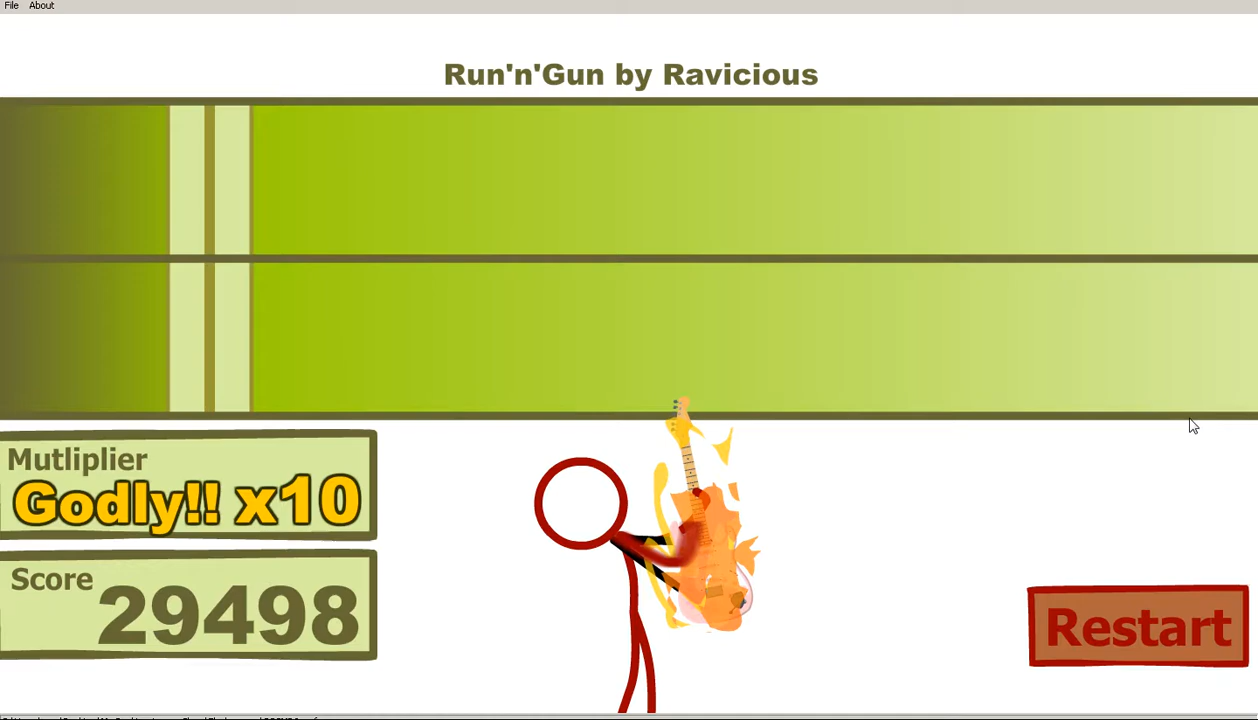 File About
Run'n'Gun by Ravicious
Mutliplier
Godly!! x10
Score
29498
Restart